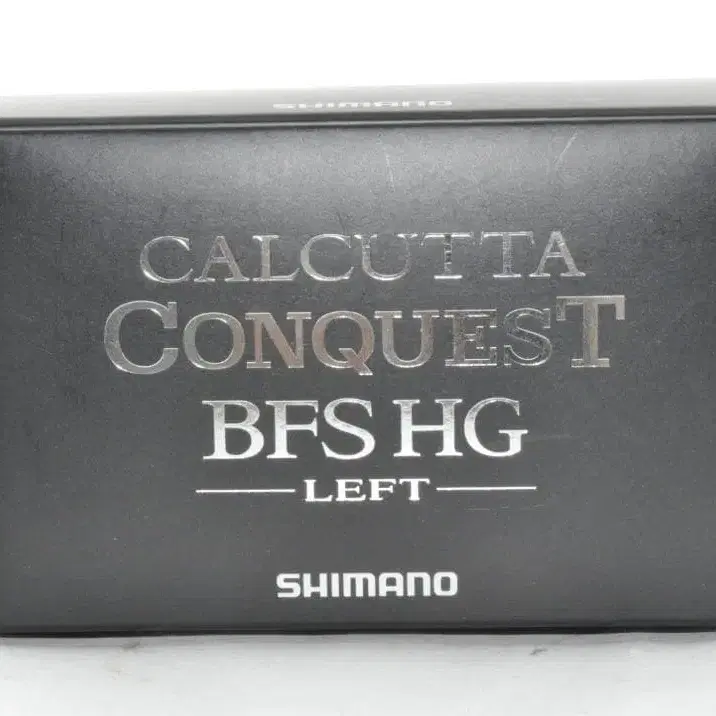 SHIMANO
CALCUTTA
CONQUEST
BFS HG
LEFT
SHIMANO